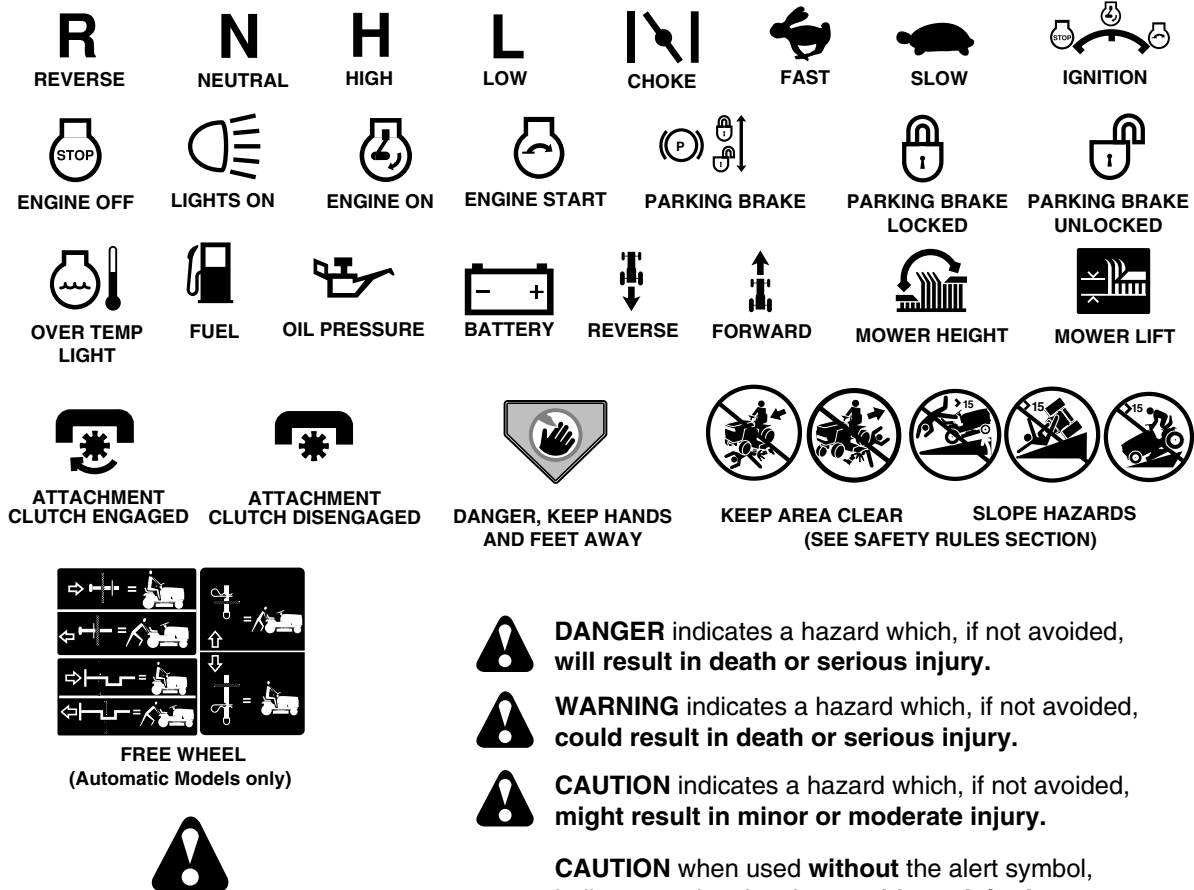 R N H L
REVERSE NEUTRAL HIGH LOW CHOKE FAST SLOW IGNITION
STOP
STOP P
ENGINE OFF LIGHTS ON ENGINE ON ENGINE START PARKING BRAKE PARKING BRAKE LOCKED PARKING BRAKE UNLOCKED
OVER TEMP LIGHT FUEL OIL PRESSURE BATTERY REVERSE FORWARD MOWER HEIGHT MOWER LIFT
15 15 15
ATTACHMENT
CLUTCH ENGAGED
ATTACHMENT
CLUTCH DISENGAGED
DANGER, KEEP HANDS
AND FEET AWAY
KEEP AREA CLEAR SLOPE HAZARDS
(SEE SAFETY RULES SECTION)
FREE WHEEL
(Automatic Models only)
DANGER indicates a hazard which, if not avoided,
will result in death or serious injury.
WARNING indicates a hazard which, if not avoided,
could result in death or serious injury.
CAUTION indicates a hazard which, if not avoided,
might result in minor or moderate injury.
CAUTION when used without the alert symbol,